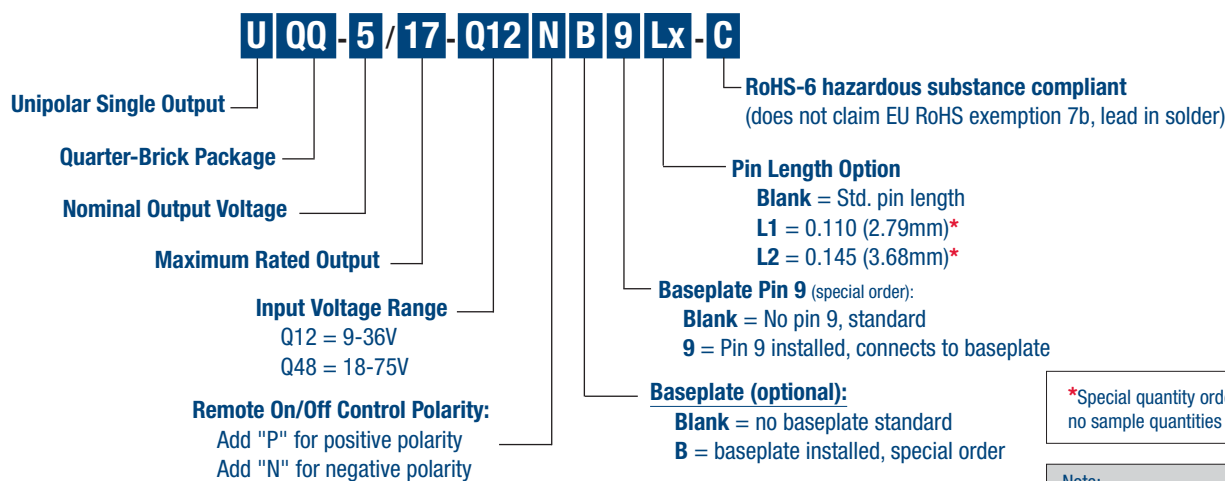 U QQ - 5 / 17 - Q12 N B 9 Lx - C
Unipolar Single Output
Quarter-Brick Package
Nominal Output Voltage
Maximum Rated Output
Input Voltage Range
Q12 = 9-36V
Q48 = 18-75V
Remote On/Off Control Polarity:
Add "P" for positive polarity
Add "N" for negative polarity
RoHS-6 hazardous substance compliant
(does not claim EU RoHS exemption 7b, lead in solder)
Pin Length Option
Blank = Std. pin length
L1 = 0.110 (2.79mm)*
L2 = 0.145 (3.68mm)*
Baseplate Pin 9 (special order):
Blank = No pin 9, standard
9 = Pin 9 installed, connects to baseplate
Baseplate (optional):
Blank = no baseplate standard
B = baseplate installed, special order
*Special quantity
no sample quantities
Note: